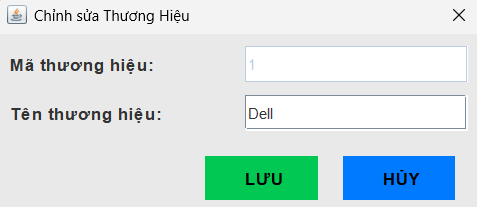 Chỉnh sửa Thương Hiệu
Mã thương hiệu: 1
Tên thương hiệu: Dell
LƯU HỦY